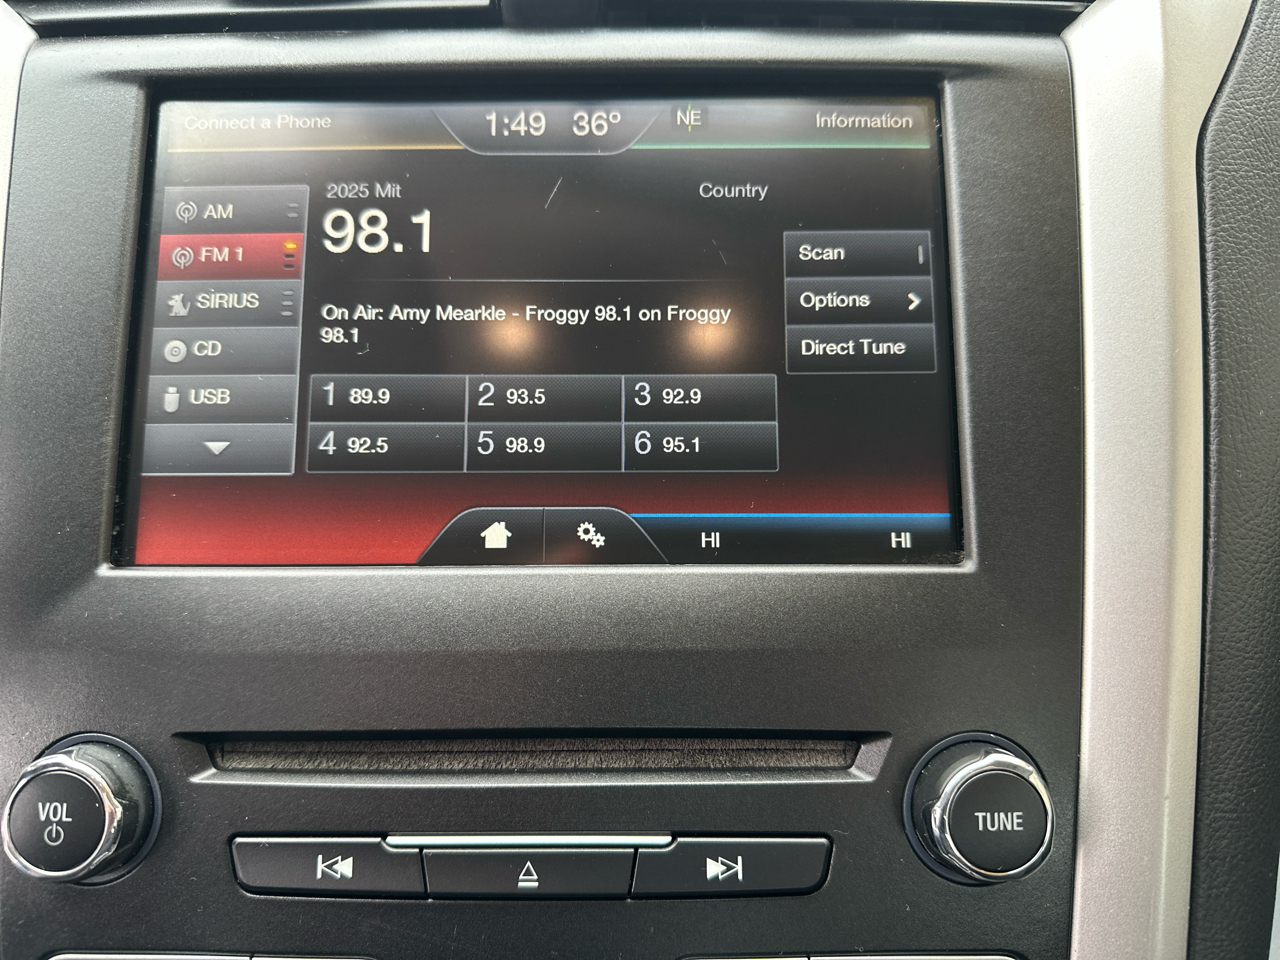 Connect a Phone
1:49 36° NE
Information
AM
FM 1
SIRIUS
CD
USB
2025 Mit
98.1
Country
On Air: Amy Mearkle - Froggy 98.1 on Froggy
98.1
1 89.9
2 93.5
3 92.9
4 92.5
5 98.9
6 95.1
Scan
Options
Direct Tune
HI
HI
VOL
TUNE